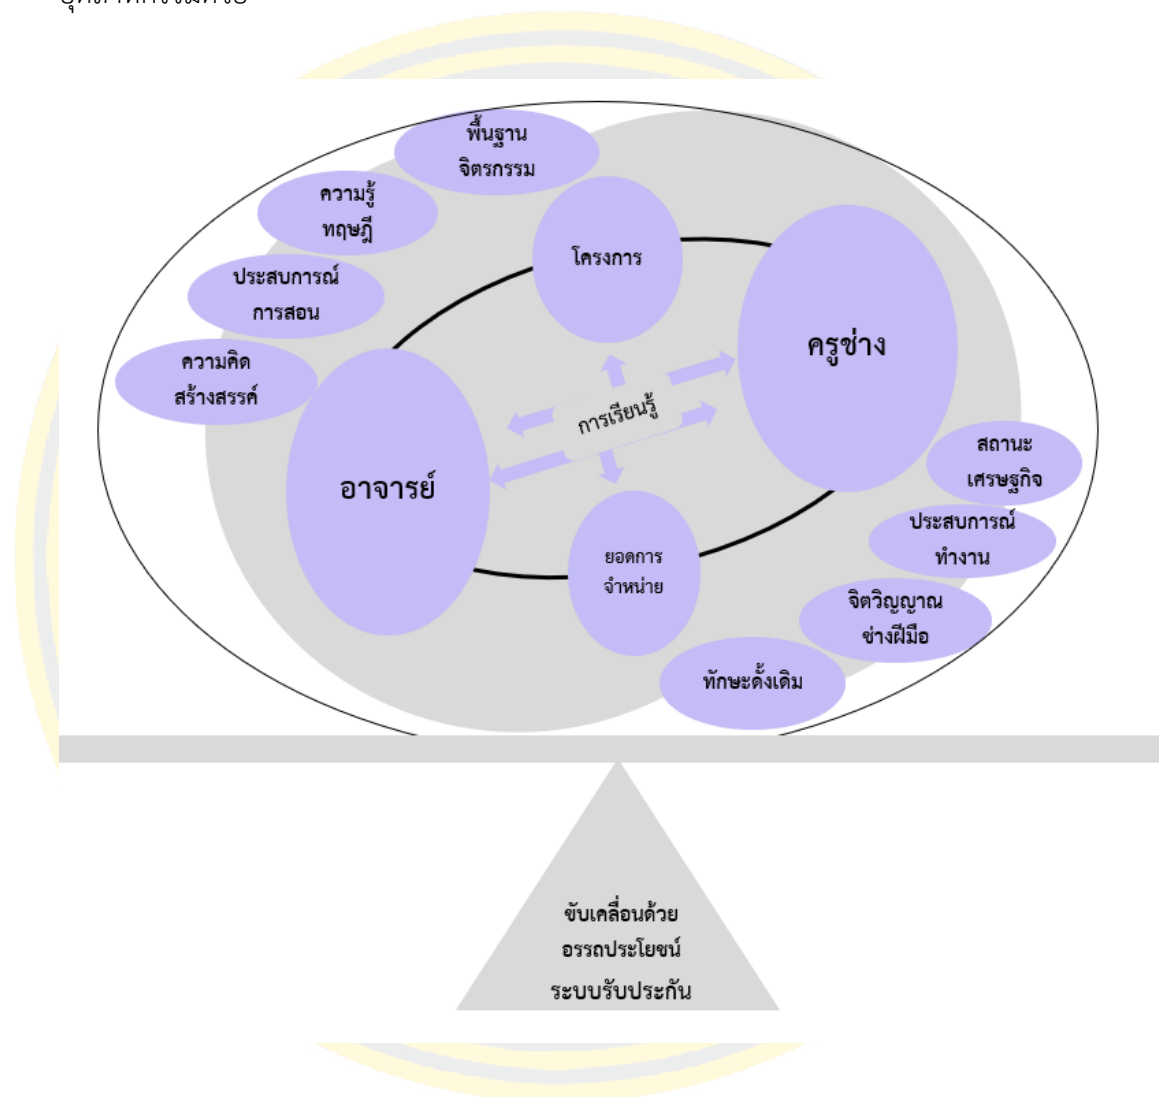 พื้นฐาน
จิตรกรรม
ความรู้
ทฤษฎี
ประสบการณ์
การสอน
ความคิด
สร้างสรรค์
โครงการ
ครูช่าง
การเรียนรู้
อาจารย์
ยอดการ
จำหน่าย
สถานะ
เศรษฐกิจ
ประสบการณ์
ทำงาน
จิตวิญญาณ
ช่างฝีมือ
ทักษะดั้งเดิม
ขับเคลื่อนด้วย
อรรถประโยชน์
ระบบรับประกัน